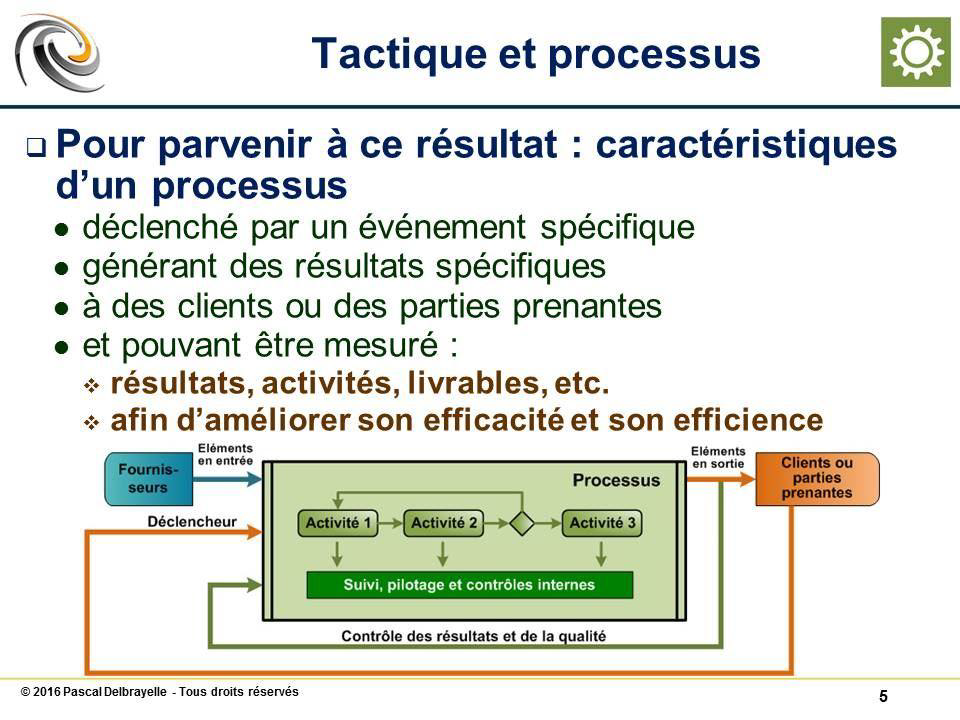 Tactique et processus
Pour parvenir à ce résultat : caractéristiques
d’un processus
déclenché par un événement spécifique
générant des résultats spécifiques
à des clients ou des parties prenantes
et pouvant être mesuré :
résultats, activités, livrables, etc.
afin d’améliorer son efficacité et son efficience
Fournis-
seurs
Eléments
en entrée
Processus
Eléments
en sortie
Clients ou
parties
prenantes
Déclencheur
Activité 1
Activité 2
Activité 3
Suivi, pilotage et contrôles internes
Contrôle des résultats et de la qualité
© 2016 Pascal Delbrayelle - Tous droits réservés
5